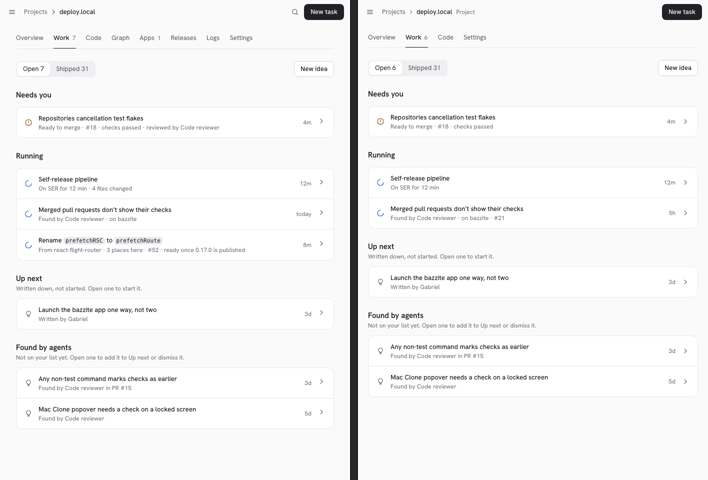 Projects > deploy.local
New task
Overview Work 7 Code Graph Apps 1 Releases Logs Settings
Open 7 Shipped 31
New idea
Needs you
Repositories cancellation test flakes
Ready to merge · #18 · checks passed · reviewed by Code reviewer
4m
Running
Self-release pipeline
On SER for 12 min · 4 files changed
12m
Merged pull requests don't show their checks
Found by Code reviewer · on bazzite
today
Rename prefetchRSC to prefetchRoute
From react-flight-router · 3 places here · #52 · ready once 0.17.0 is published
8m
Up next
Written down, not started. Open one to start it.
Launch the bazzite app one way, not two
Written by Gabriel
3d
Found by agents
Not on your list yet. Open one to add it to Up next or dismiss it.
Any non-test command marks checks as earlier
Found by Code reviewer in PR #15
3d
Mac Clone popover needs a check on a locked screen
Found by Code reviewer
5d
Projects > deploy.local Project
New task
Overview Work 6 Code Settings
Open 6 Shipped 31
New idea
Needs you
Repositories cancellation test flakes
Ready to merge · #18 · checks passed
4m
Running
Self-release pipeline
On SER for 12 min
12m
Merged pull requests don't show their checks
Found by Code reviewer · on bazzite · #21
5h
Up next
Written down, not started. Open one to start it.
Launch the bazzite app one way, not two
Written by Gabriel
3d
Found by agents
Not on your list yet. Open one to add it to Up next or dismiss it.
Any non-test command marks checks as earlier
Found by Code reviewer in PR #15
3d
Mac Clone popover needs a check on a locked screen
Found by Code reviewer
5d